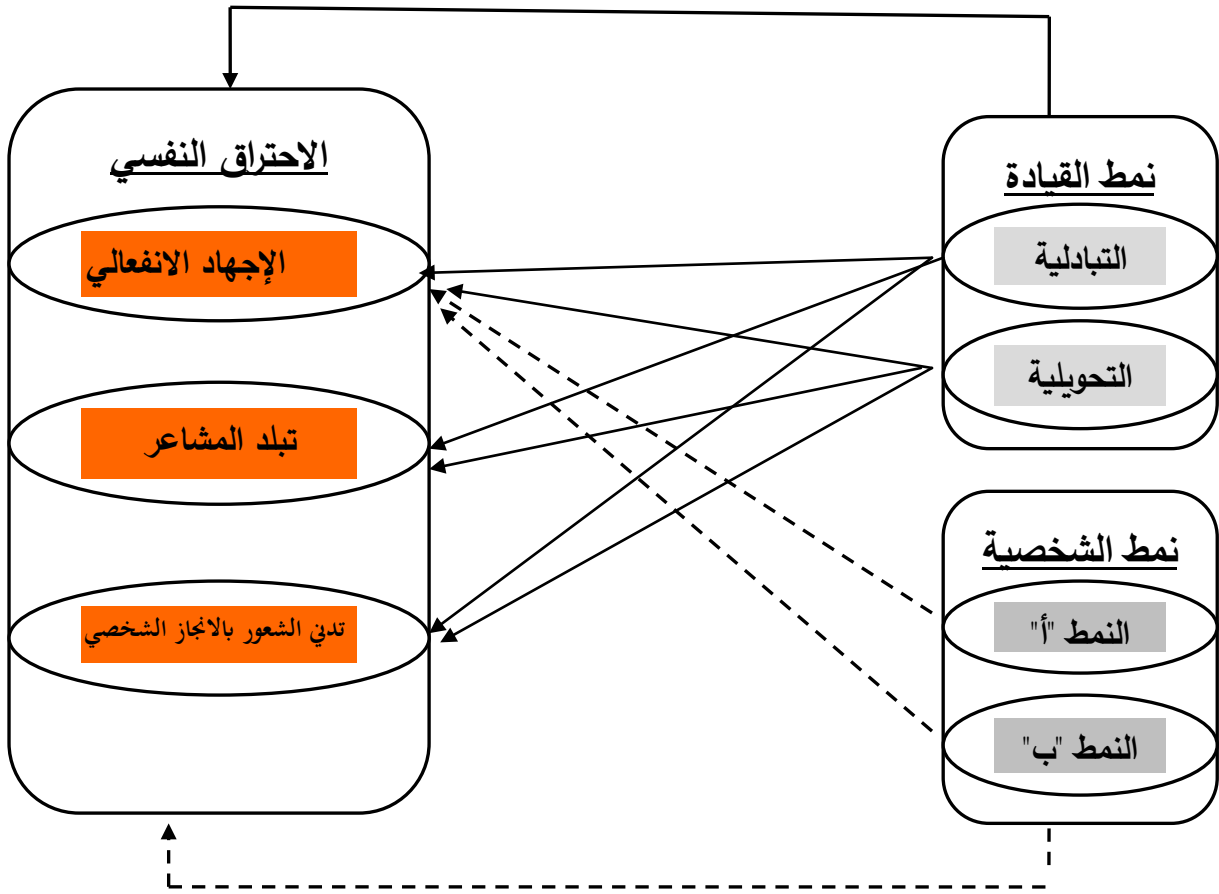 نمط القيادة
التبادلية
التحويلية
نمط الشخصية
النمط "أ"
النمط "ب"
الاحتراق النفسي
الإجهاد الانفعالي
تبلد المشاعر
تدني الشعور بالانجاز الشخصي